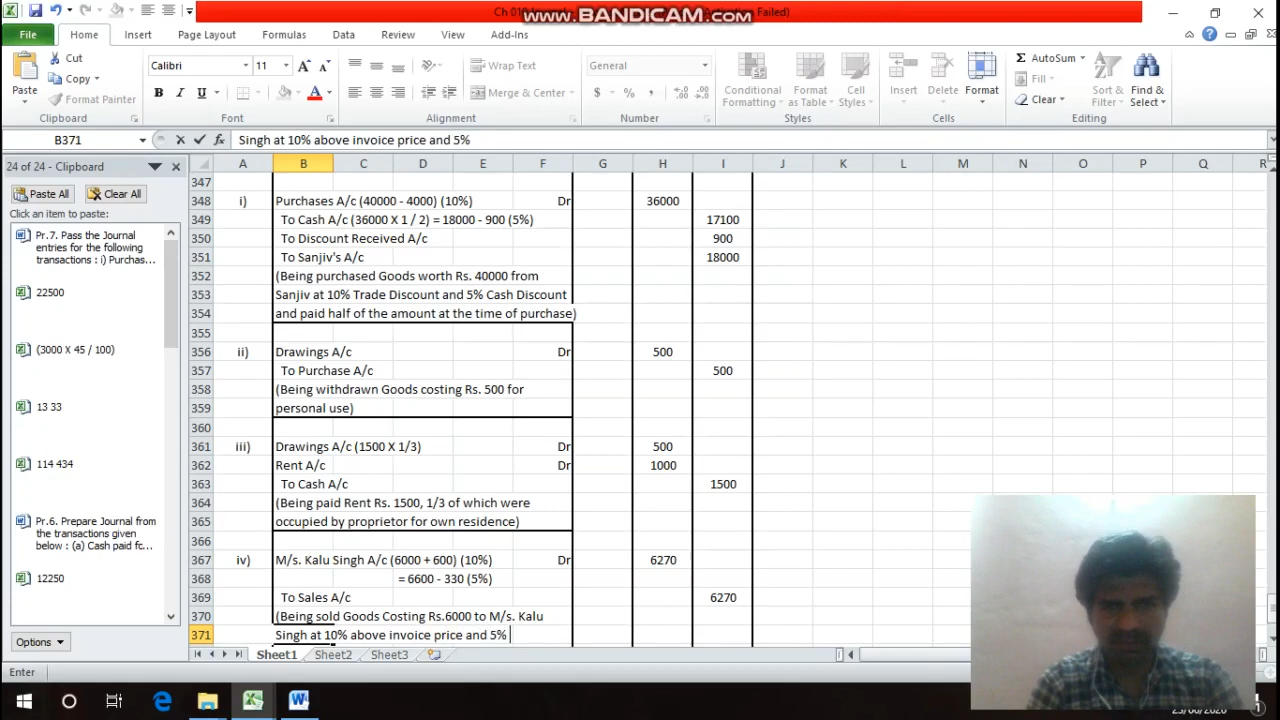 www.BANDICAM.com
File Home Insert Page Layout Formulas Data Review View Add-Ins
Cut
Copy
Format Painter
Paste
Clipboard
Calibri 11
B I U
Font
Wrap Text
Merge & Center
Alignment
General
$ % ,
Number
Conditional Formatting
Format as Table
Cell Styles
Styles
Insert Delete Format
Cells
AutoSum
Fill
Clear
Sort & Filter
Find & Select
Editing
B371 Singh at 10% above invoice price and 5%
24 of 24 - Clipboard
Paste All Clear All
Click an item to paste:
Pr.7. Pass the Journal
entries for the following
transactions : i) Purchas...
22500
(3000 X 45 / 100)
13 33
114 434
Pr.6. Prepare Journal from
the transactions given
below : (a) Cash paid fc...
12250
Options
A B C D E F G H I J K L M N O P Q
347
348 i) Purchases A/c (40000 - 4000) (10%) Dr 36000
349 To Cash A/c (36000 X 1 / 2) = 18000 - 900 (5%) 17100
350 To Discount Received A/c 900
351 To Sanjiv's A/c 18000
352 (Being purchased Goods worth Rs. 40000 from
353 Sanjiv at 10% Trade Discount and 5% Cash Discount
354 and paid half of the amount at the time of purchase)
355
356 ii) Drawings A/c Dr 500
357 To Purchase A/c 500
358 (Being withdrawn Goods costing Rs. 500 for
359 personal use)
360
361 iii) Drawings A/c (1500 X 1/3) Dr 500
362 Rent A/c Dr 1000
363 To Cash A/c 1500
364 (Being paid Rent Rs. 1500, 1/3 of which were
365 occupied by proprietor for own residence)
366
367 iv) M/s. Kalu Singh A/c (6000 + 600) (10%) Dr 6270
368 = 6600 - 330 (5%)
369 To Sales A/c 6270
370 (Being sold Goods Costing Rs.6000 to M/s. Kalu
371 Singh at 10% above invoice price and 5%
Sheet1 Sheet2 Sheet3
Enter